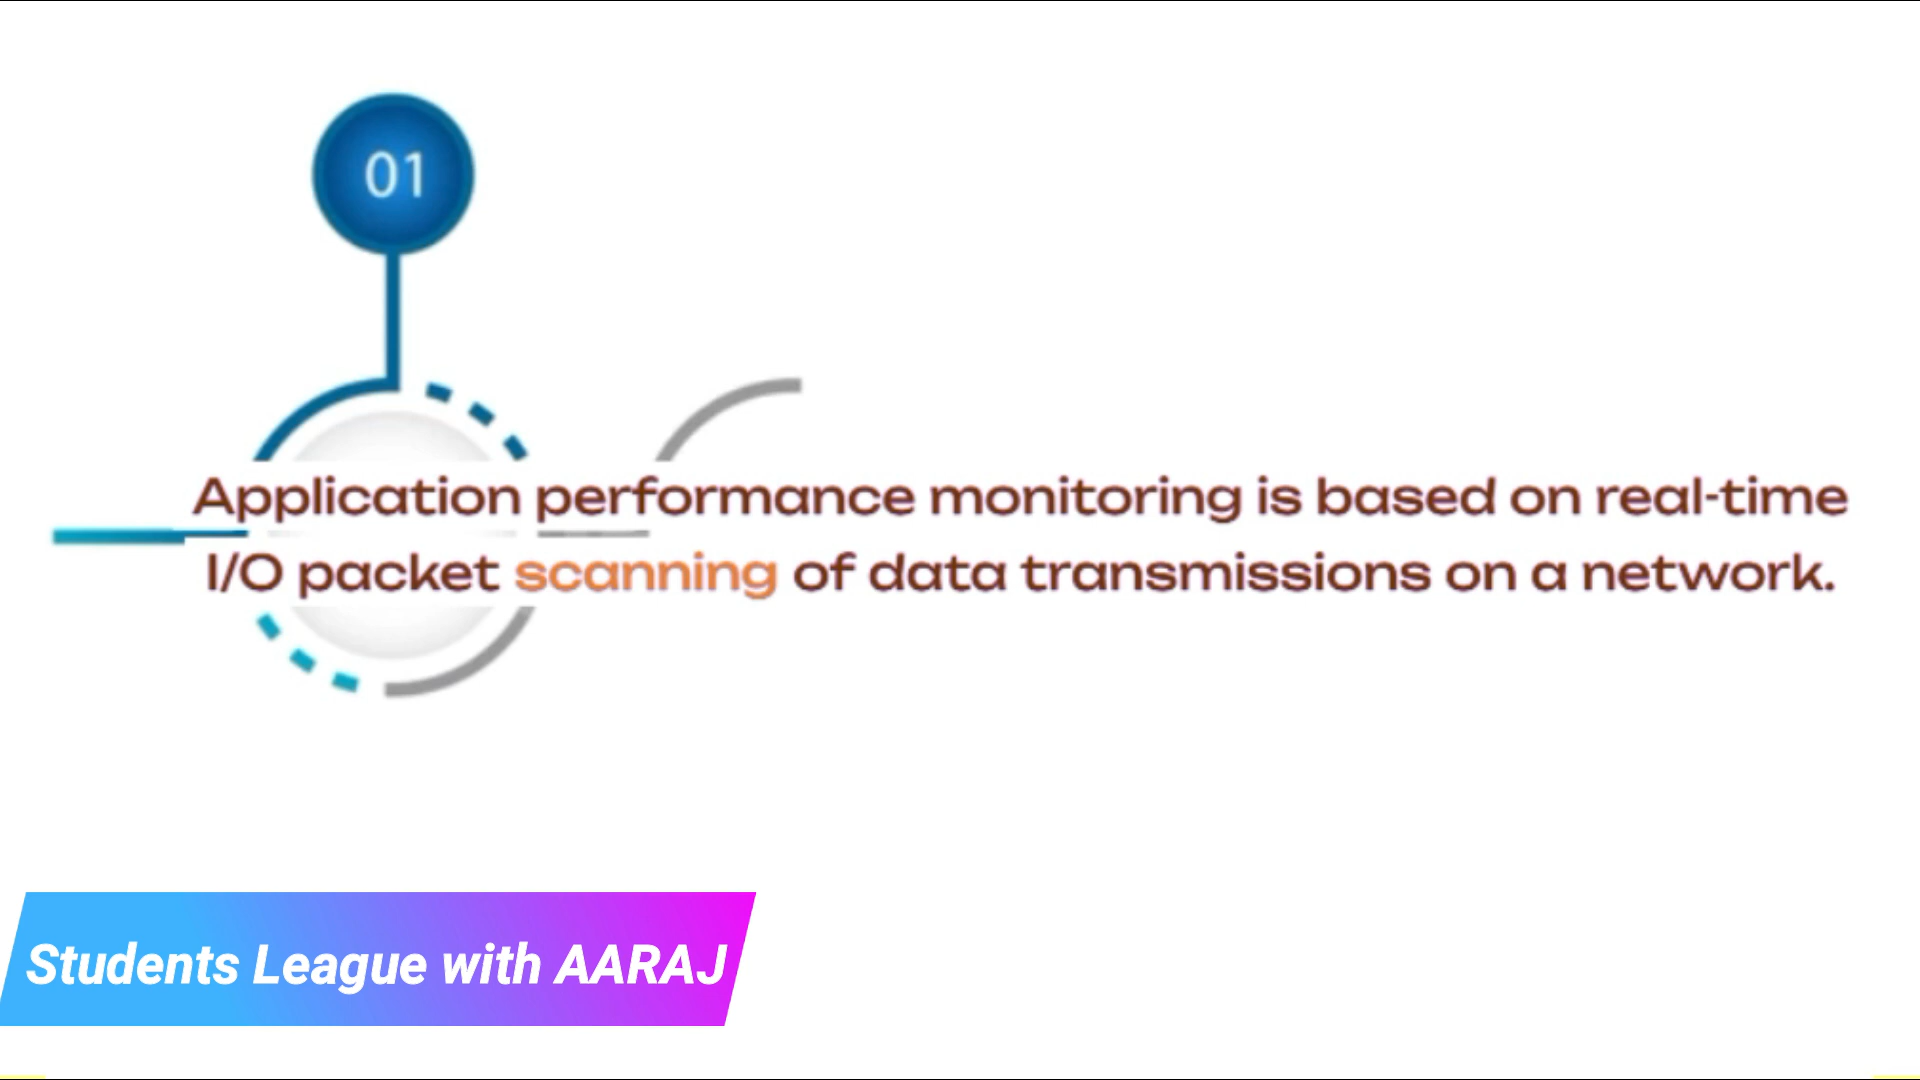 01
Application performance monitoring is based on real-time
I/O packet scanning of data transmissions on a network.
Students League with AARAJ